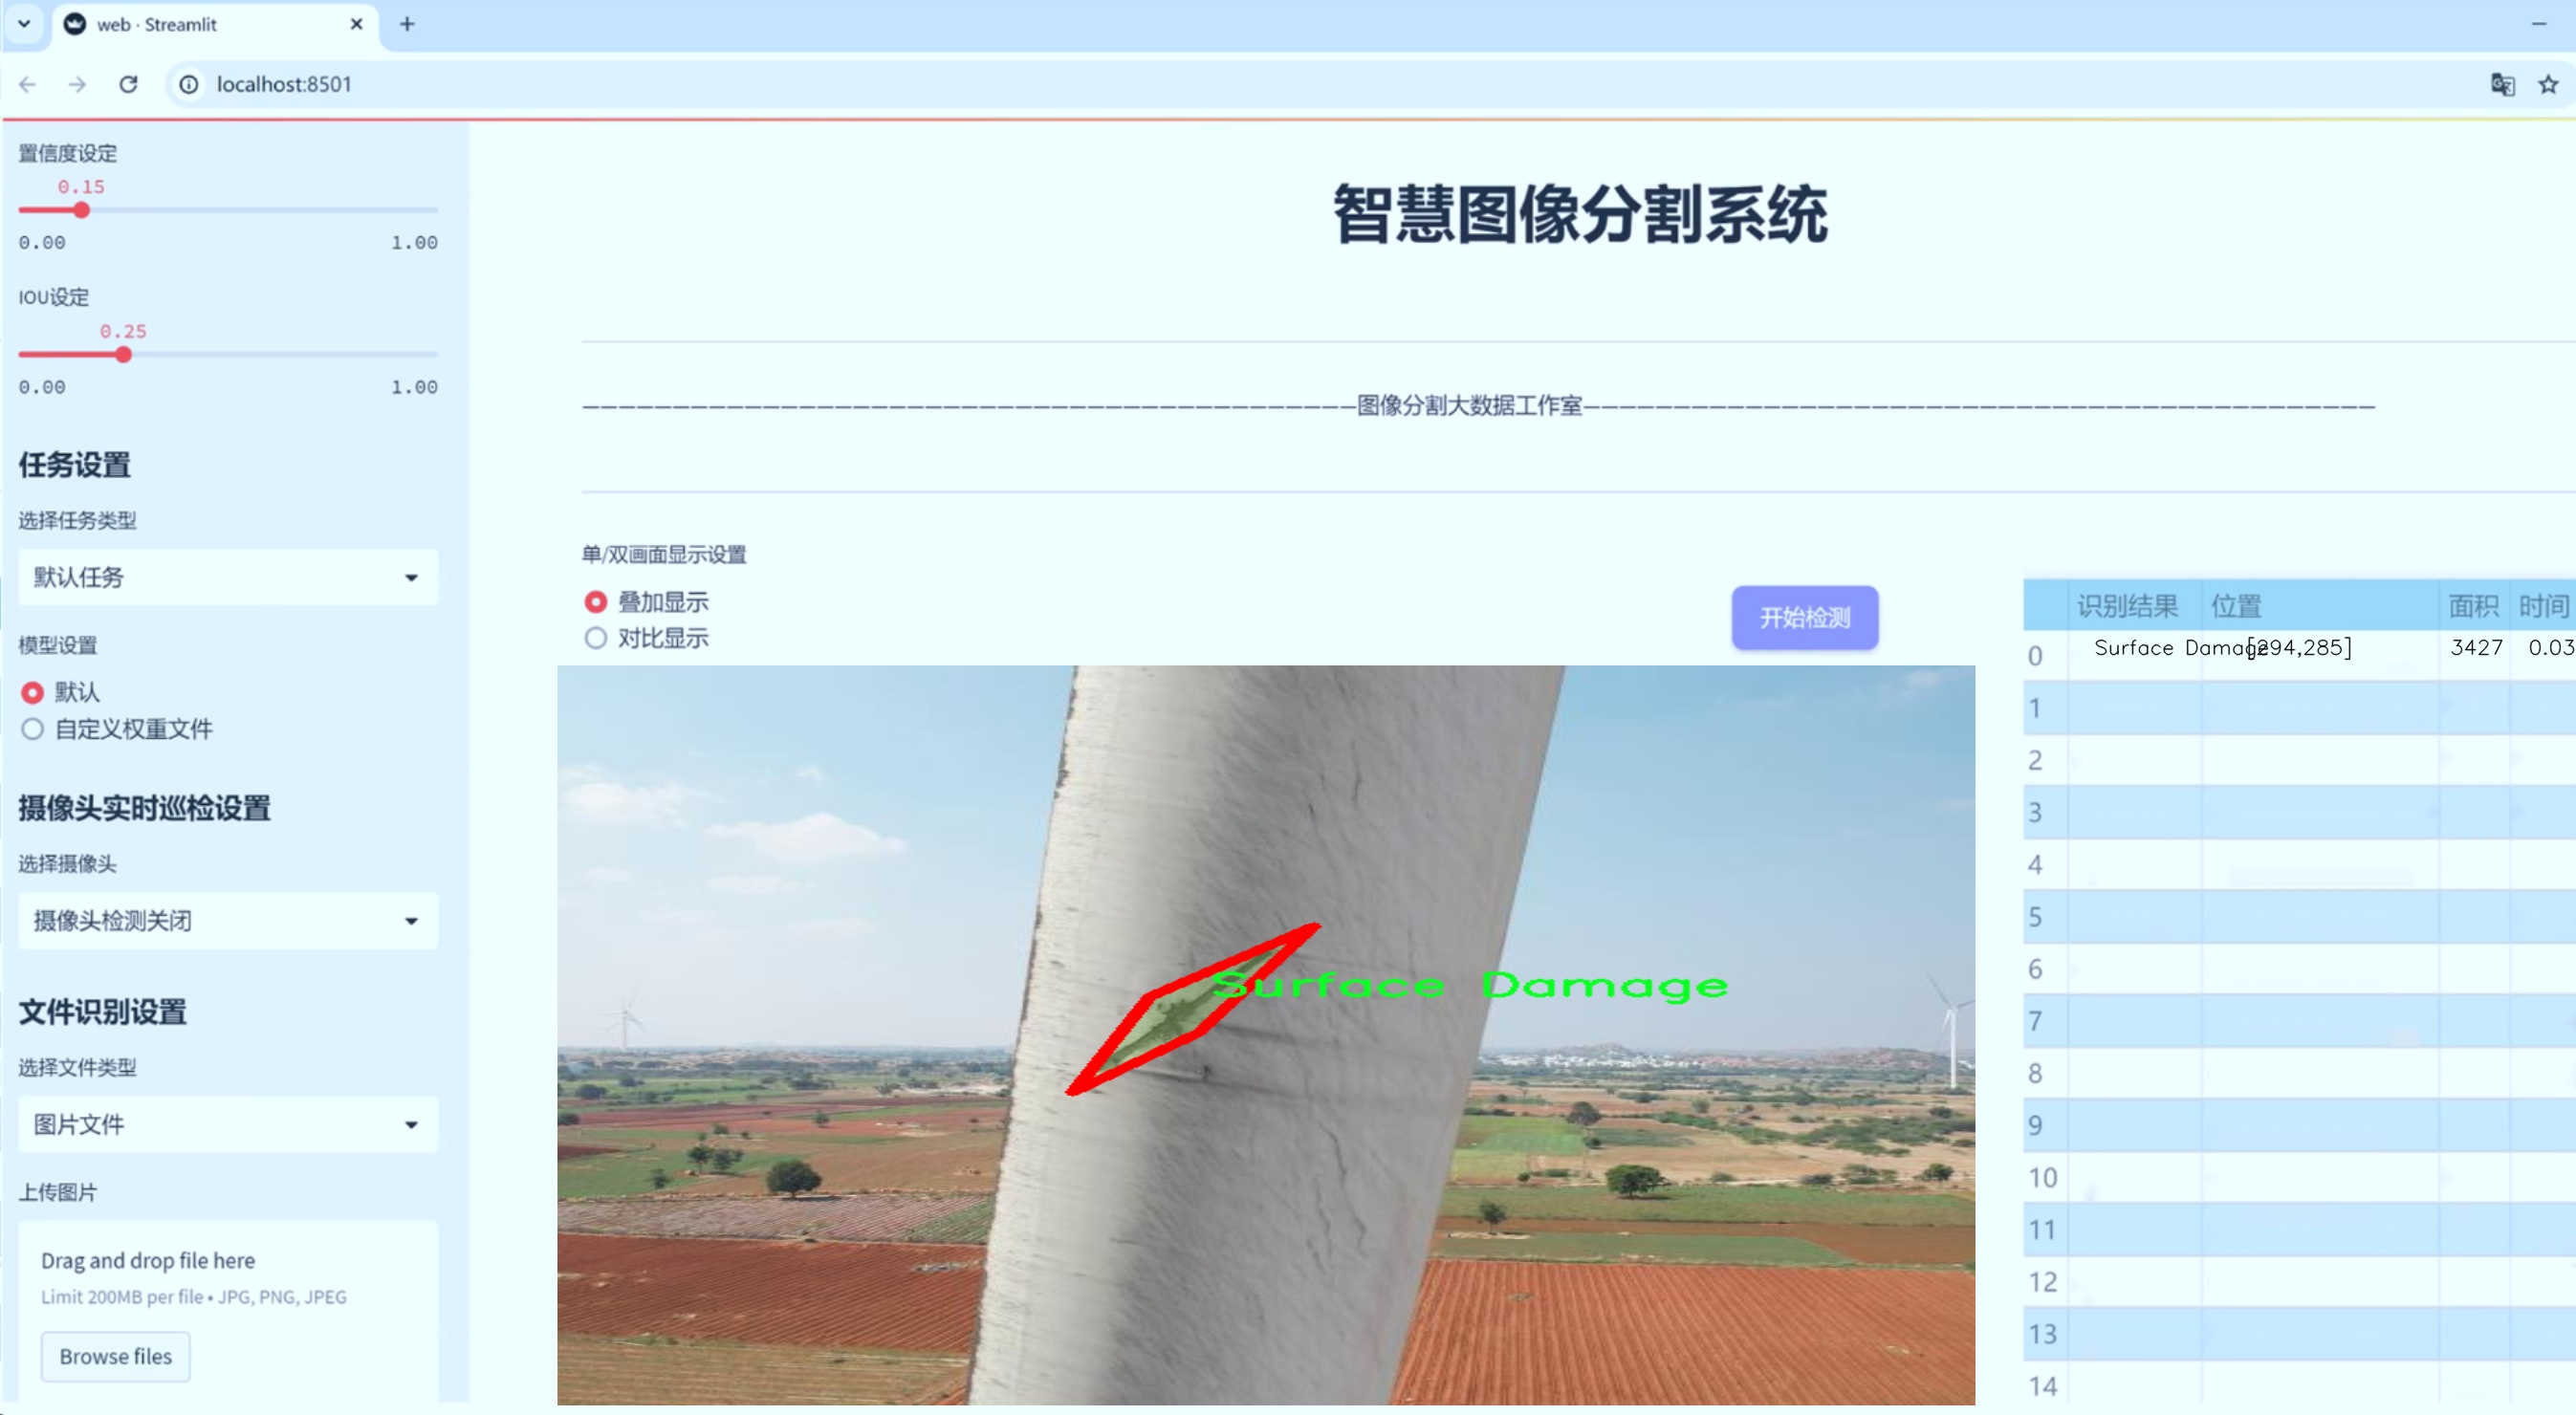 web · Streamlit
localhost:8501
置信度设定
0.15
0.00 1.00
IOU设定
0.25
0.00 1.00
任务设置
选择任务类型
默认任务
模型设置
默认
自定义权重文件
摄像头实时巡检设置
选择摄像头
摄像头检测关闭
文件识别设置
选择文件类型
图片文件
上传图片
Drag and drop file here
Limit 200MB per file • JPG, PNG, JPEG
Browse files
智慧图像分割系统
图像分割大数据工作室
单/双画面显示设置
叠加显示
对比显示
开始检测
Surface Damage
识别结果 位置 面积 时间
0 Surface Damage [294,285] 3427 0.03
1
2
3
4
5
6
7
8
9
10
11
12
13
14